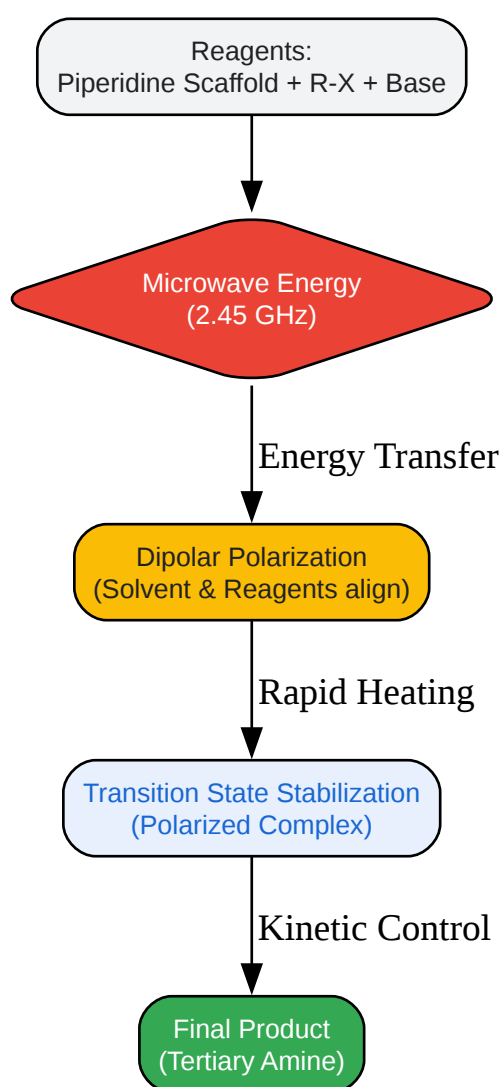 Reagents:
Piperidine Scaffold + R-X + Base
Microwave Energy
(2.45 GHz)
Energy Transfer
Dipolar Polarization
(Solvent & Reagents align)
Rapid Heating
Transition State Stabilization
(Polarized Complex)
Kinetic Control
Final Product
(Tertiary Amine)